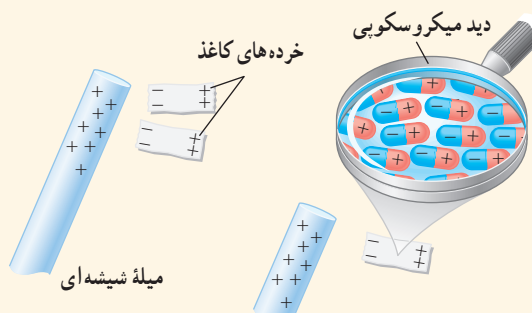 دید میکروسکوپی
خرده‌های کاغذ
میلهٔ شیشه‌ای